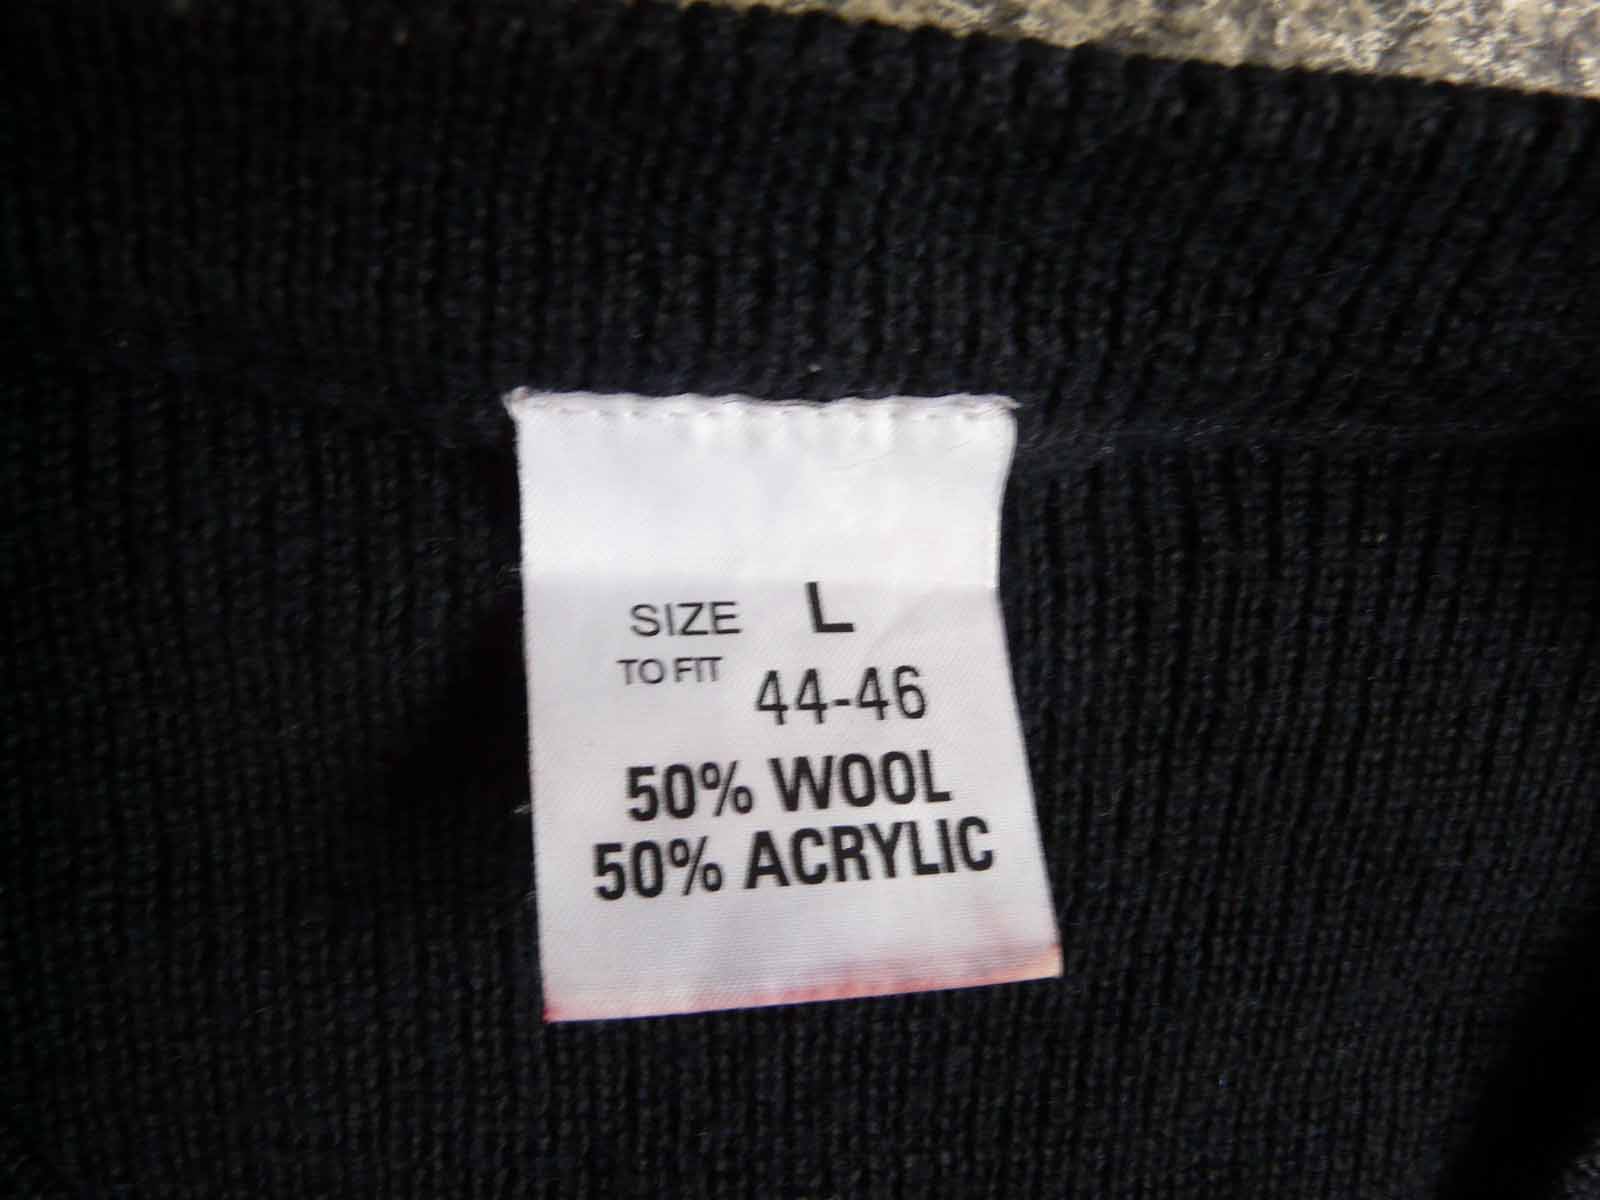 SIZE L
TO FIT 44-46
50% WOOL
50% ACRYLIC